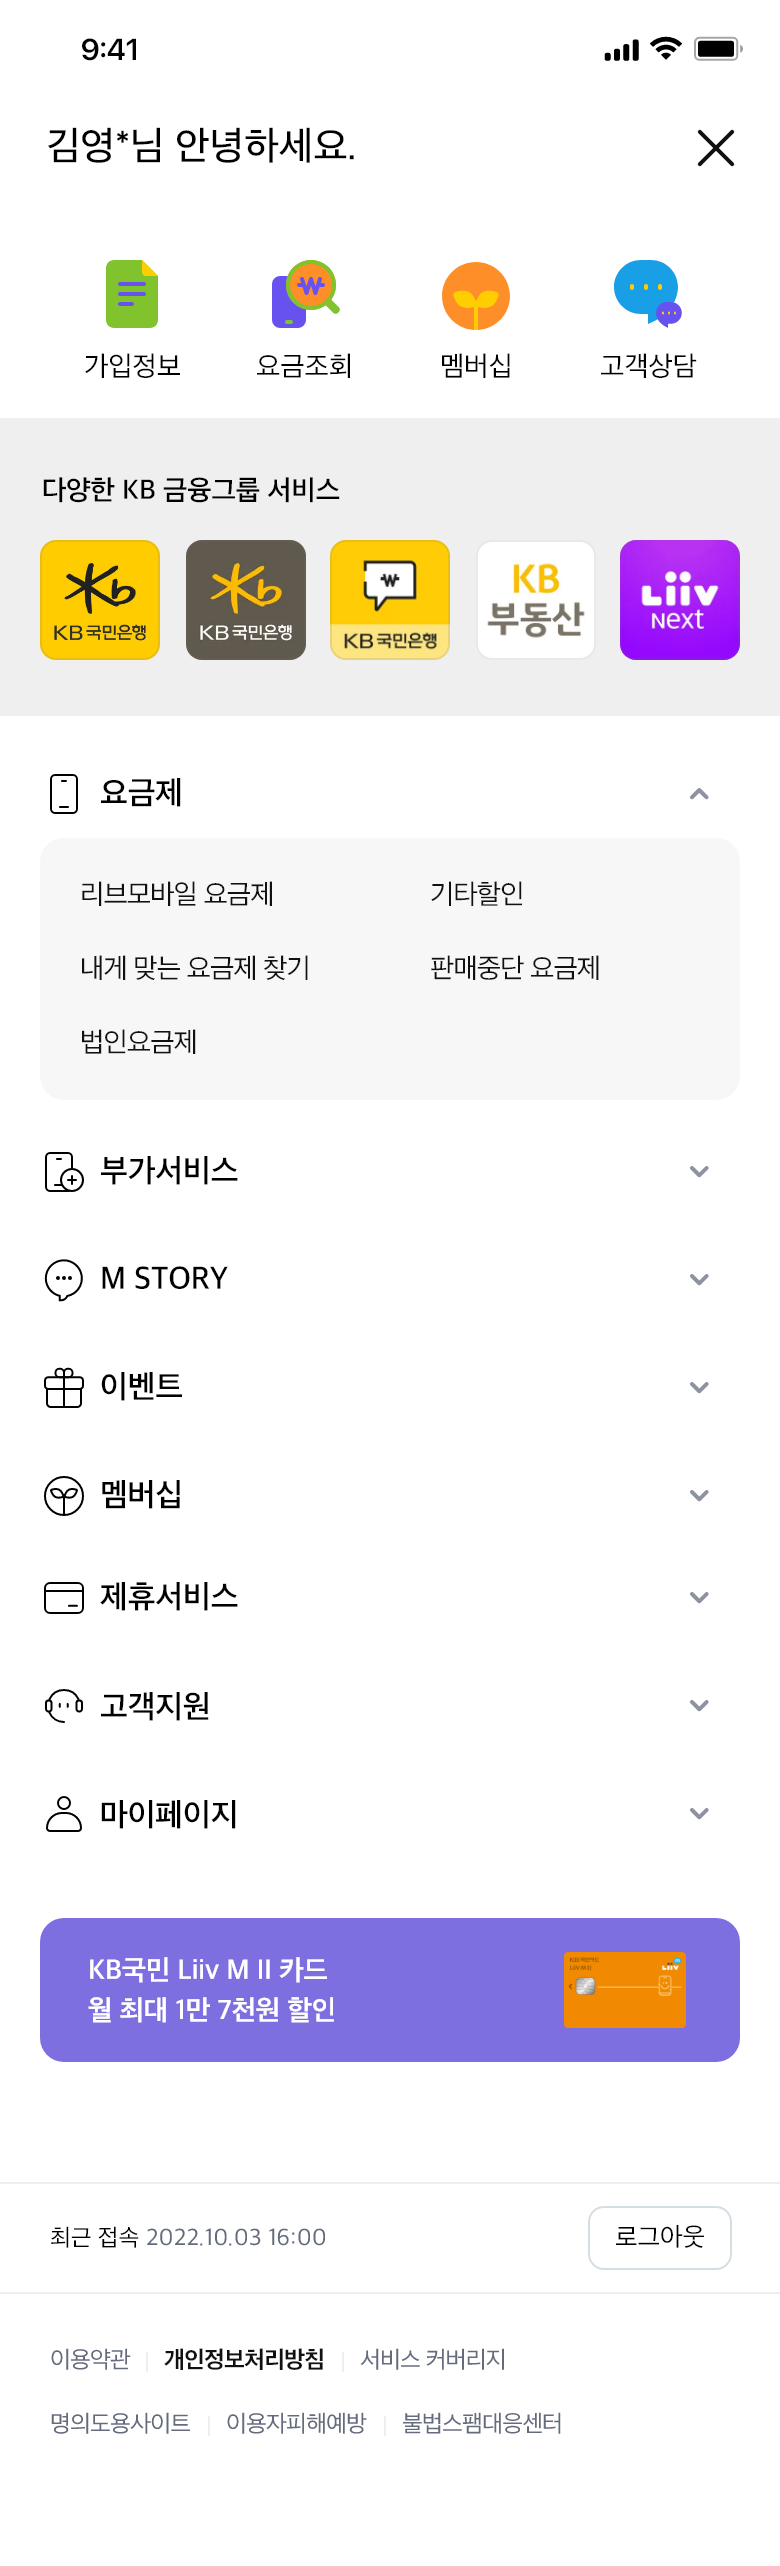 9:41
김영*님 안녕하세요.
가입정보 요금조회 멤버십 고객상담
다양한 KB 금융그룹 서비스
Kb KB국민은행
Kb KB국민은행
₩ KB국민은행
KB 부동산
Liiv Next
요금제
리브모바일 요금제 기타할인
내게 맞는 요금제 찾기 판매중단 요금제
법인요금제
부가서비스
M STORY
이벤트
멤버십
제휴서비스
고객지원
마이페이지
KB국민 Liiv M II 카드
월 최대 1만 7천원 할인
Liiv
최근 접속 2022.10.03 16:00 로그아웃
이용약관 개인정보처리방침 서비스 커버리지
명의도용사이트 이용자피해예방 불법스팸대응센터